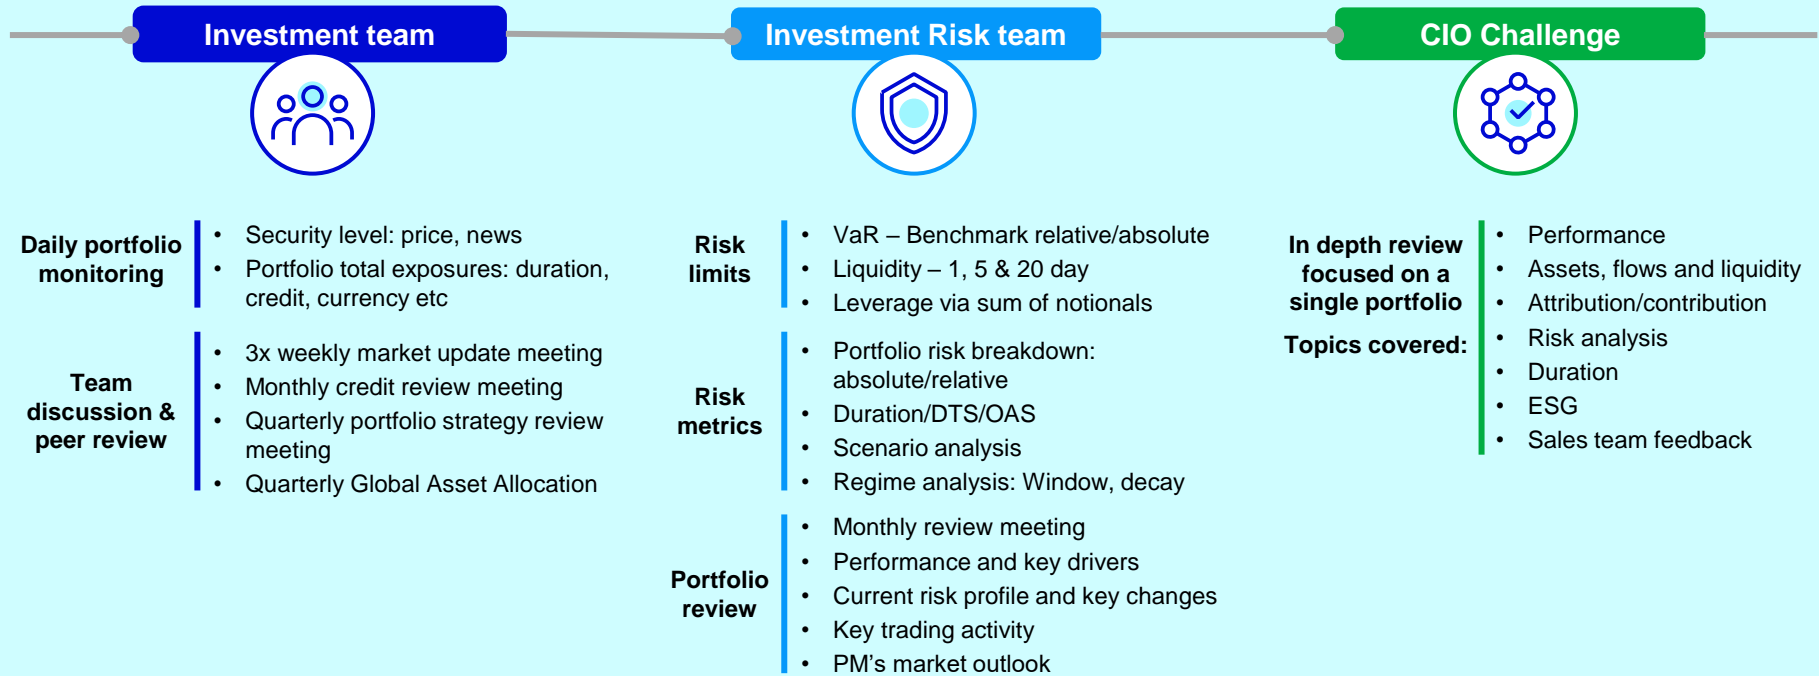 Investment team
Investment Risk team
CIO Challenge
Daily portfolio
monitoring
• Security level: price, news
• Portfolio total exposures: duration,
credit, currency etc
Team
discussion &
peer review
• 3x weekly market update meeting
• Monthly credit review meeting
• Quarterly portfolio strategy review
meeting
• Quarterly Global Asset Allocation
Risk
limits
• VaR – Benchmark relative/absolute
• Liquidity – 1, 5 & 20 day
• Leverage via sum of notionals
Risk
metrics
• Portfolio risk breakdown:
absolute/relative
• Duration/DTS/OAS
• Scenario analysis
• Regime analysis: Window, decay
Portfolio
review
• Monthly review meeting
• Performance and key drivers
• Current risk profile and key changes
• Key trading activity
• PM's market outlook
In depth review
focused on a
single portfolio
Topics covered:
• Performance
• Assets, flows and liquidity
• Attribution/contribution
• Risk analysis
• Duration
• ESG
• Sales team feedback